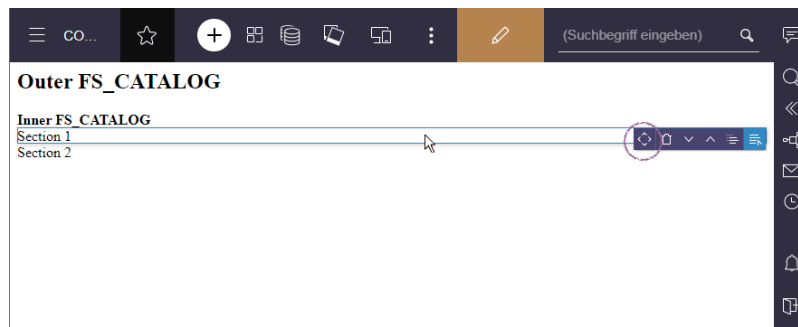 CO...
(Suchbegriff eingeben)
Outer FS_CATALOG
Inner FS_CATALOG
Section 1
Section 2